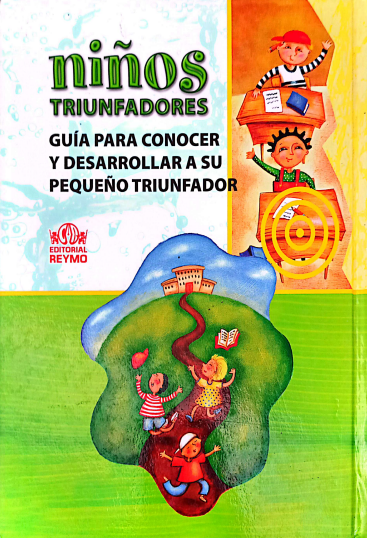 niños
TRIUNFADORES
GUÍA PARA CONOCER
Y DESARROLLAR A SU
PEQUEÑO TRIUNFADOR
EDITORIAL
REYMO